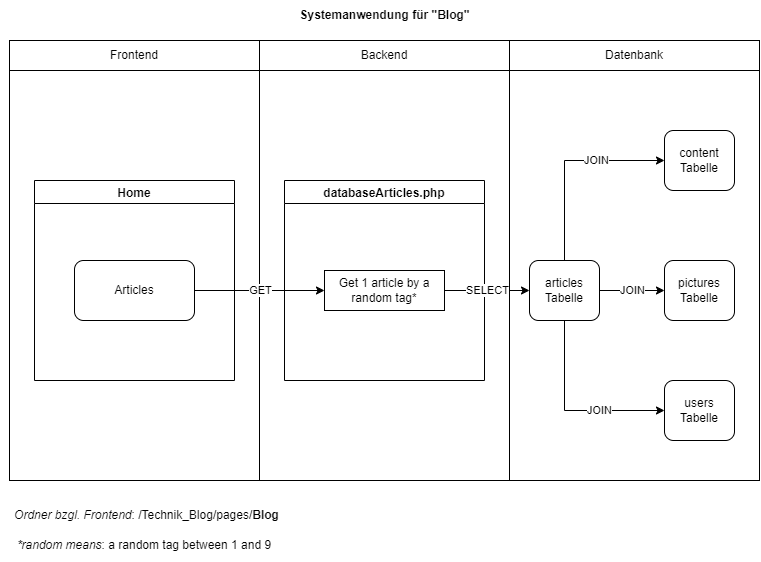 Systemanwendung für "Blog"
Frontend
Backend
Datenbank
Home
Articles
GET
databaseArticles.php
Get 1 article by a
random tag*
SELECT
articles
Tabelle
JOIN
content
Tabelle
JOIN
pictures
Tabelle
JOIN
users
Tabelle
Ordner bzgl. Frontend: /Technik_Blog/pages/Blog
*random means: a random tag between 1 and 9